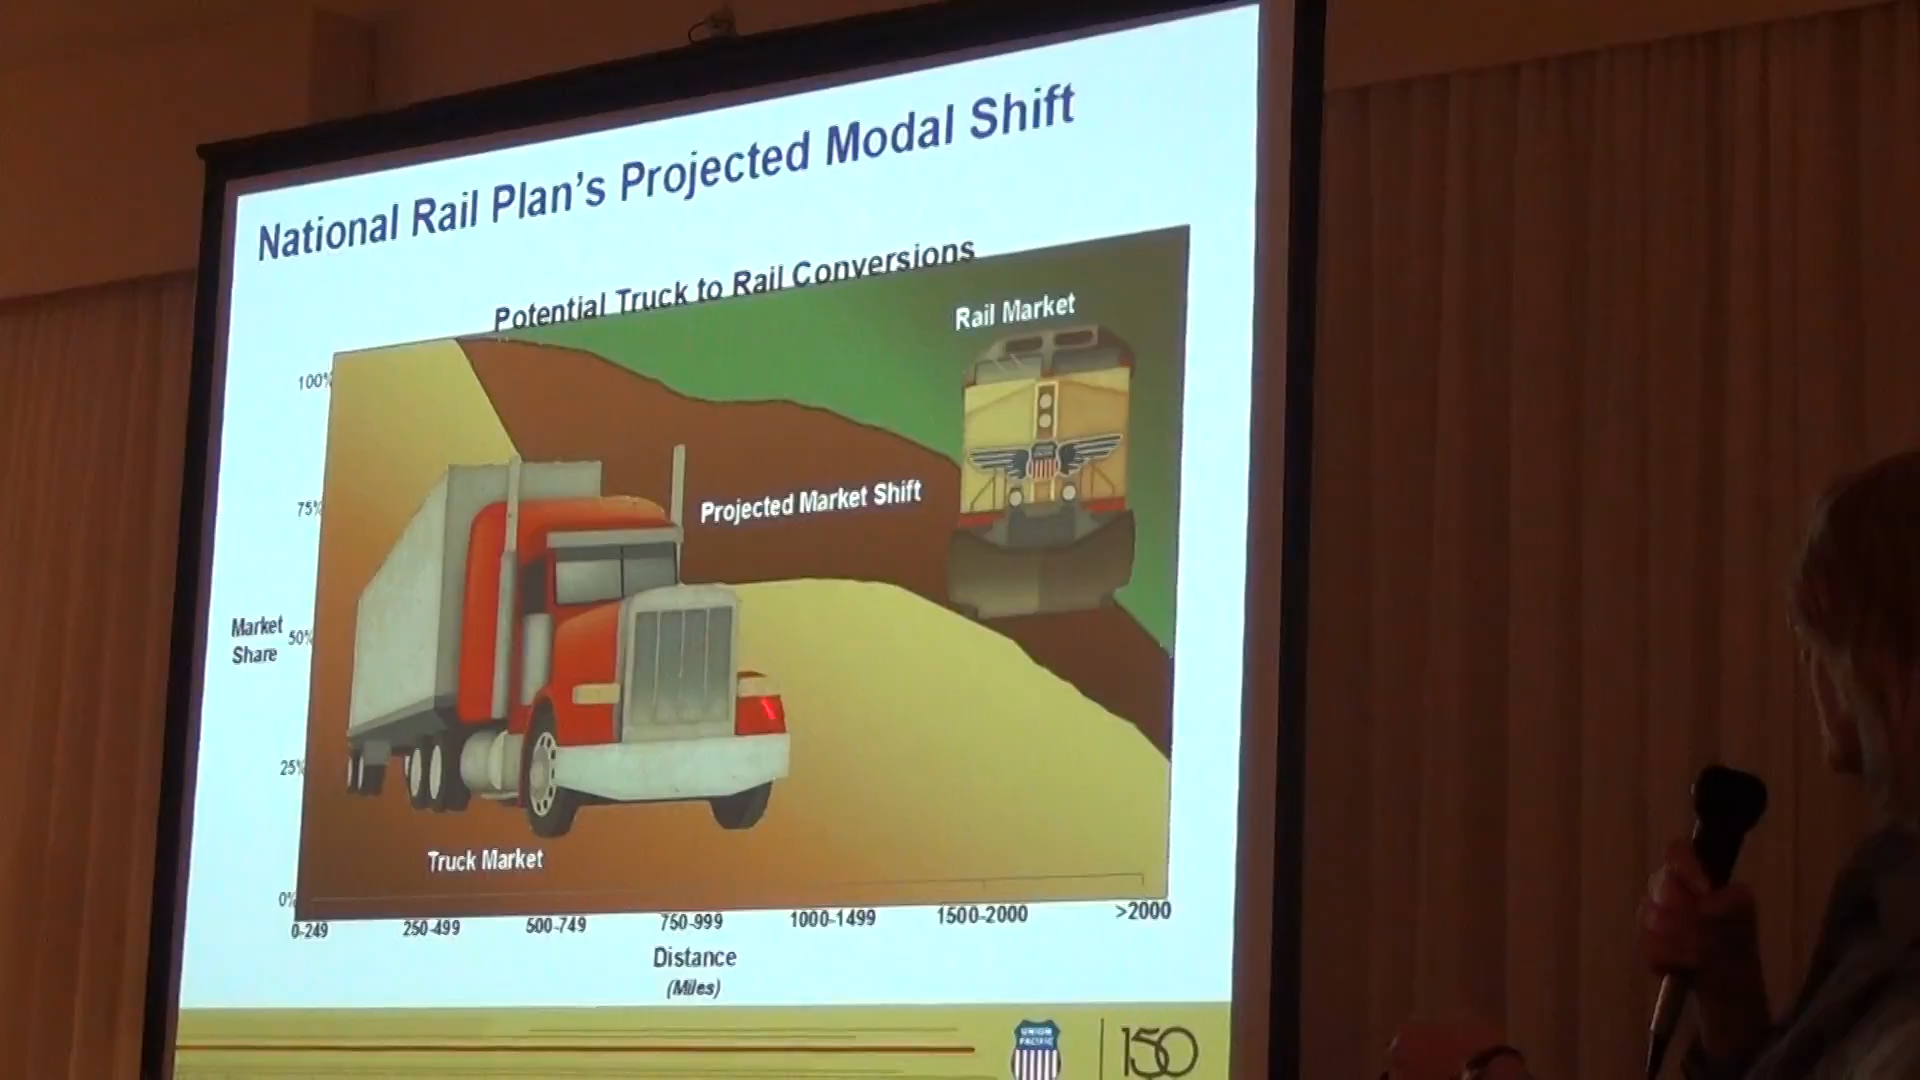 National Rail Plan's Projected Modal Shift
Potential Truck to Rail Conversions
Rail Market
100%
75%
Projected Market Shift
Market
Share
50%
25%
Truck Market
0%
0-249
250-499
500-749
750-999
1000-1499
1500-2000
>2000
Distance
(Miles)
UNION
PACIFIC
150